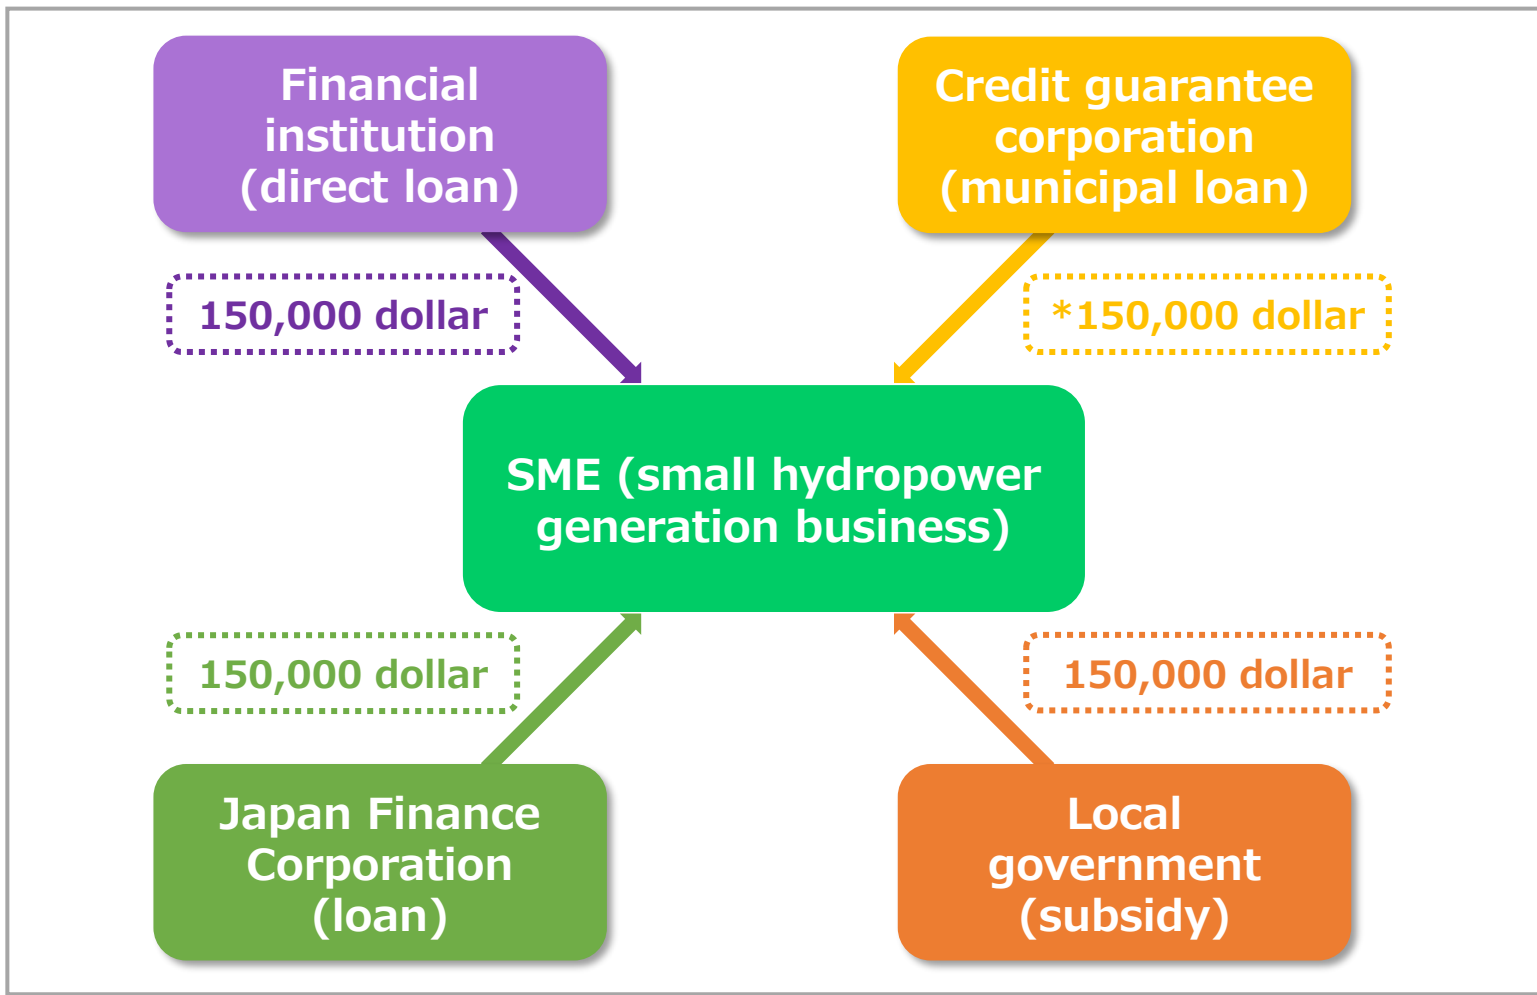 Financial
institution
(direct loan)
Credit guarantee
corporation
(municipal loan)
150,000 dollar
*150,000 dollar
SME (small hydropower
generation business)
150,000 dollar
150,000 dollar
Japan Finance
Corporation
(loan)
Local
government
(subsidy)